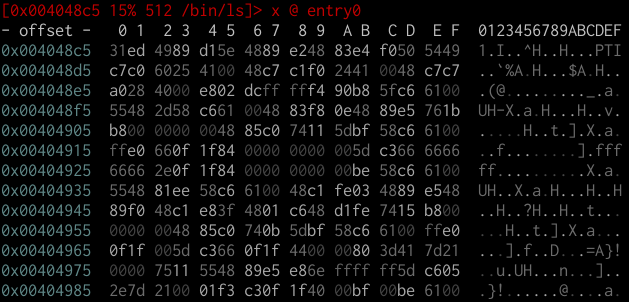 [0x004048c5 15% 512 /bin/ls]> x @ entry0
- offset -   0 1  2 3  4 5  6 7  8 9  A B  C D  E F  0123456789ABCDEF
0x004048c5  31ed 4989 d15e 4889 e248 83e4 f050 5449  1.I..^H..H...PTI
0x004048d5  c7c0 6025 4100 48c7 c1f0 2441 0048 c7c7  ..`%A.H...$A.H..
0x004048e5  a028 4000 e802 dcff fff4 90b8 5fc6 6100  .(@........._.a.
0x004048f5  5548 2d58 c661 0048 83f8 0e48 89e5 761b  UH-X.a.H...H..v.
0x00404905  b800 0000 0048 85c0 7411 5dbf 58c6 6100  .....H..t.].X.a.
0x00404915  ffe0 660f 1f84 0000 0000 005d c366 6666  ..f........].fff
0x00404925  6666 2e0f 1f84 0000 0000 00be 58c6 6100  ff..........X.a.
0x00404935  5548 81ee 58c6 6100 48c1 fe03 4889 e548  UH..X.a.H...H..H
0x00404945  89f0 48c1 e83f 4801 c648 d1fe 7415 b800  ..H..?H..H..t...
0x00404955  0000 0048 85c0 740b 5dbf 58c6 6100 ffe0  ...H..t.].X.a...
0x00404965  0f1f 005d c366 0f1f 4400 0080 3d41 7d21  ...].f..D...=A}!
0x00404975  0000 7511 5548 89e5 e86e ffff ff5d c605  ..u.UH...n...]..
0x00404985  2e7d 2100 01f3 c30f 1f40 00bf 00be 6100  .}!......@....a.